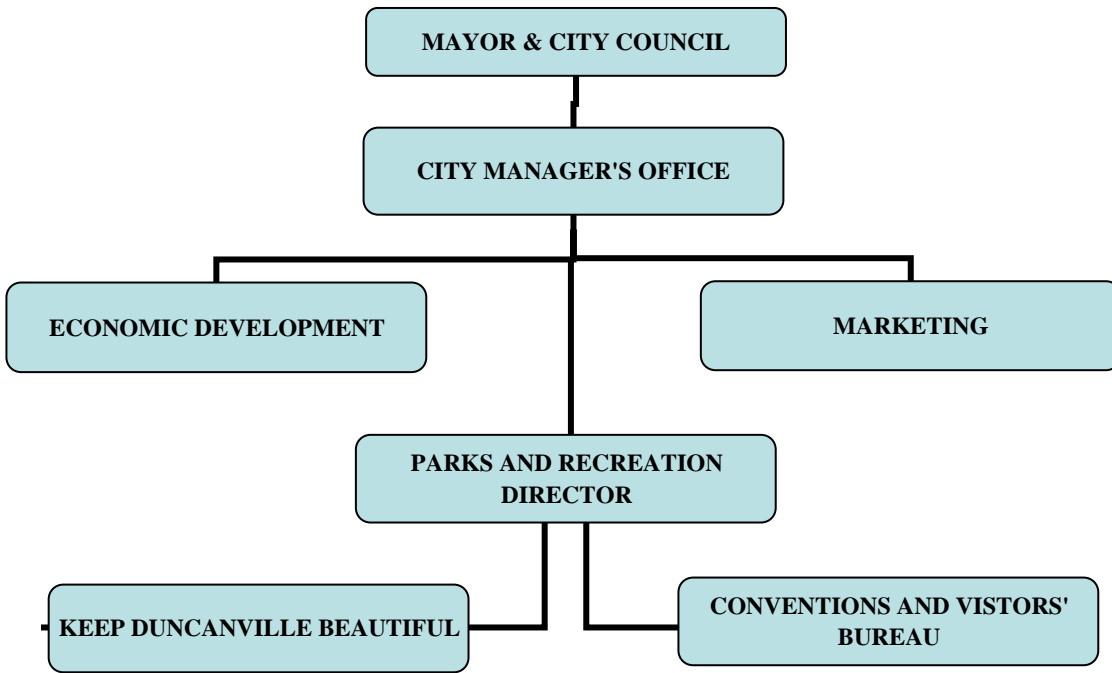 MAYOR & CITY COUNCIL
CITY MANAGER'S OFFICE
ECONOMIC DEVELOPMENT
MARKETING
PARKS AND RECREATION
DIRECTOR
KEEP DUNCANVILLE BEAUTIFUL
CONVENTIONS AND VISTORS'
BUREAU